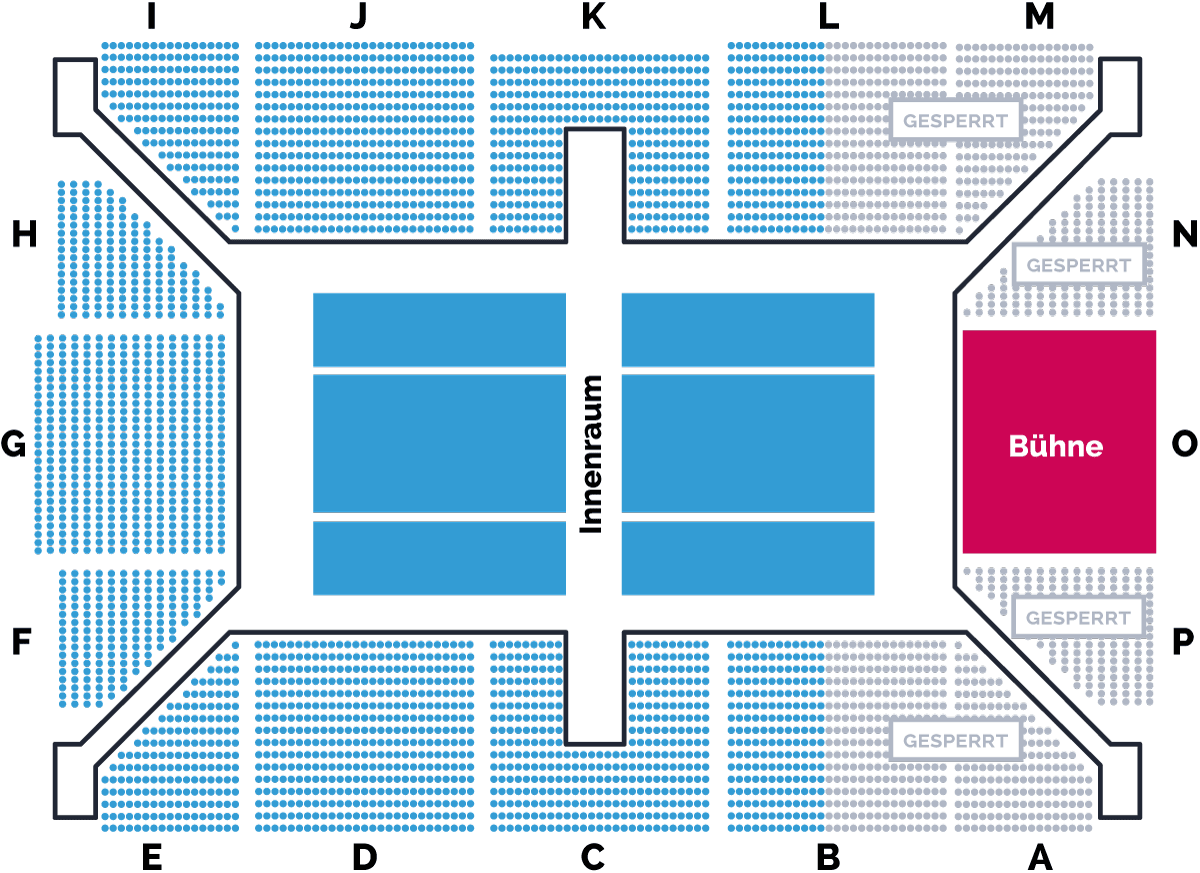 I J K L M
GESPERRT
H N
GESPERRT
Innenraum
G Bühne O
GESPERRT
F P
GESPERRT
E D C B A